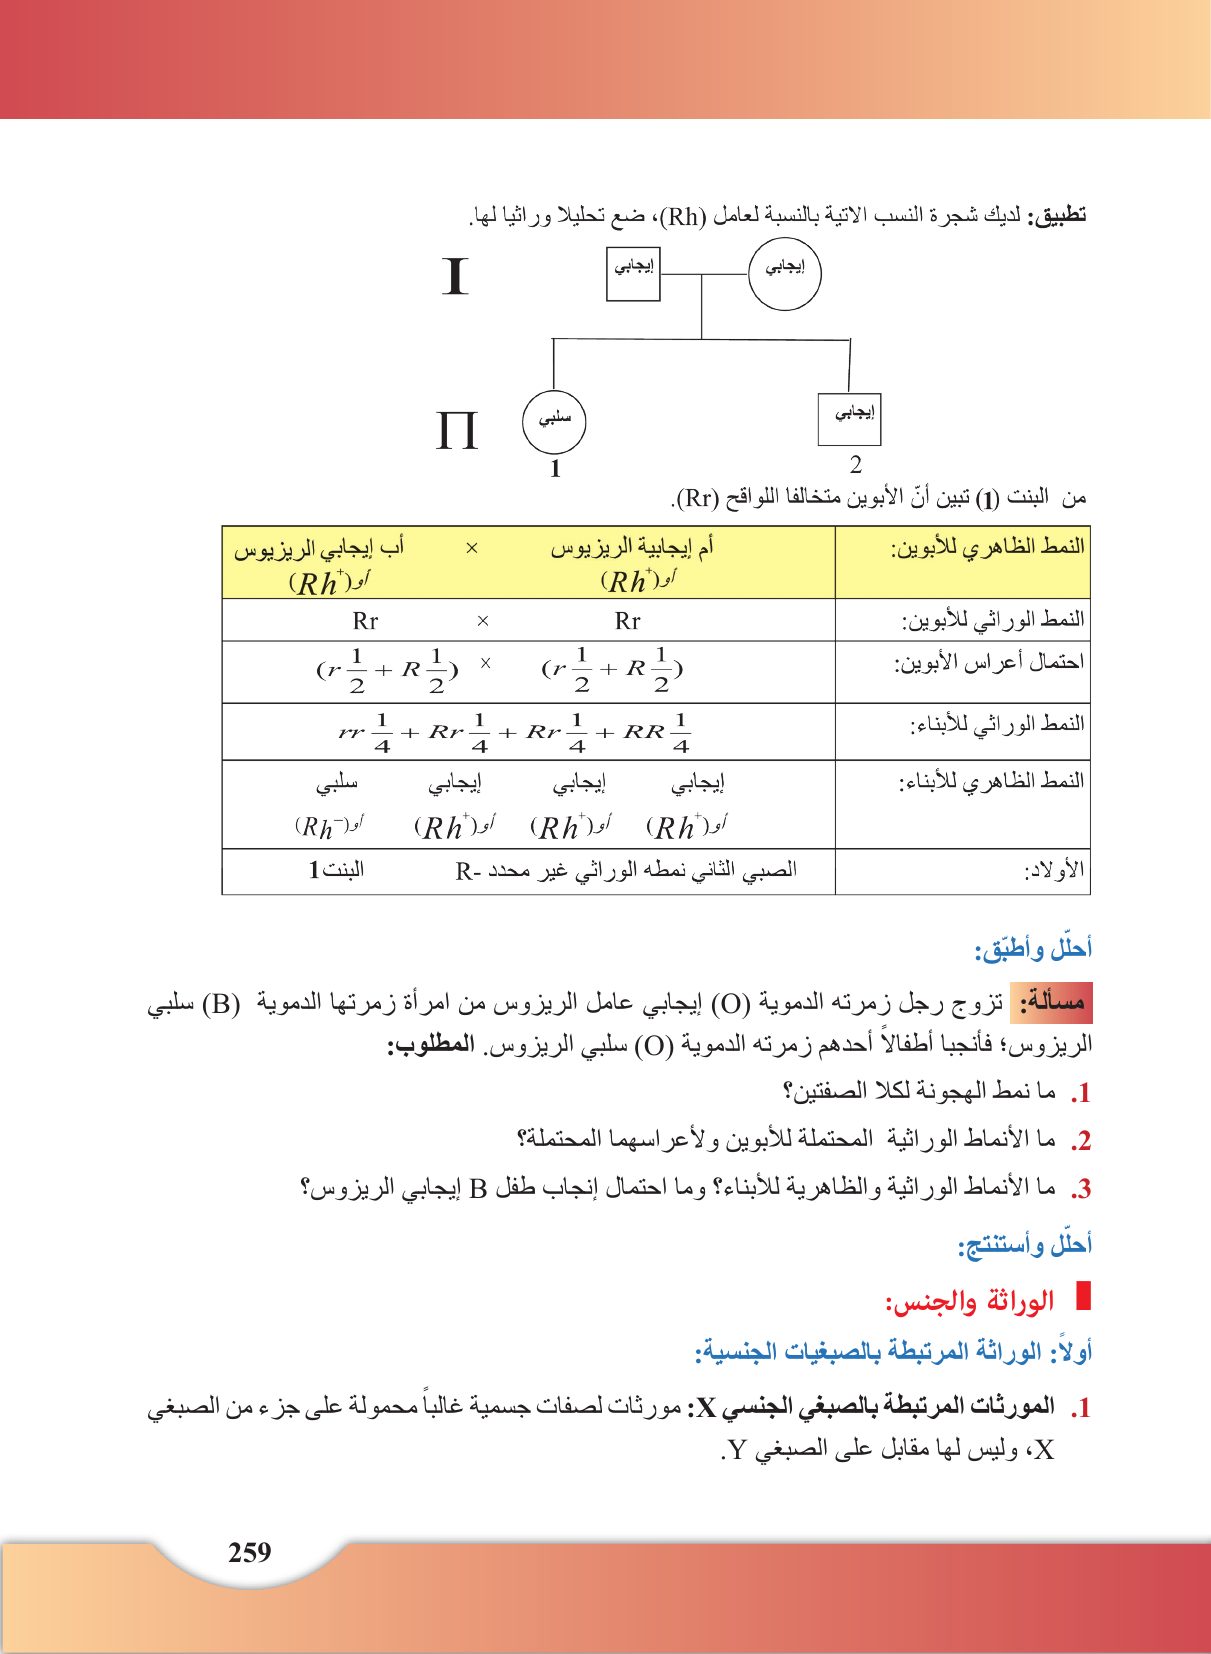 تطبيق: لديك شجرة النسب الاتية بالنسبة لعامل (Rh)، ضع تحليلا وراثيا لها.
I
إيجابي
إيجابي
II
سلبي
إيجابي
1
2
من البنت (1) تبين أنّ الأبوين متخالفا اللواقح (Rr).
النمط الظاهري للأبوين: أم إيجابية الريزيوس × أب إيجابي الريزيوس
أو(Rh⁺) أو(Rh⁺)
النمط الوراثي للأبوين: Rr × Rr
احتمال أعراس الأبوين: (r 1/2 + R 1/2) × (r 1/2 + R 1/2)
النمط الوراثي للأبناء: rr 1/4 + Rr 1/4 + Rr 1/4 + RR 1/4
النمط الظاهري للأبناء: إيجابي إيجابي إيجابي سلبي
أو(Rh⁺) أو(Rh⁺) أو(Rh⁺) أو(Rh⁻)
الأولاد: الصبي الثاني نمطه الوراثي غير محدد R- البنت1
أحلّل وأطبّق:
مسألة: تزوج رجل زمرته الدموية (O) إيجابي عامل الريزوس من امرأة زمرتها الدموية (B) سلبي
الريزوس؛ فأنجبا أطفالاً أحدهم زمرته الدموية (O) سلبي الريزوس. المطلوب:
1. ما نمط الهجونة لكلا الصفتين؟
2. ما الأنماط الوراثية المحتملة للأبوين ولأعراسهما المحتملة؟
3. ما الأنماط الوراثية والظاهرية للأبناء؟ وما احتمال إنجاب طفل B إيجابي الريزوس؟
أحلّل وأستنتج:
الوراثة والجنس:
أولاً: الوراثة المرتبطة بالصبغيات الجنسية:
1. المورثات المرتبطة بالصبغي الجنسي X: مورثات لصفات جسمية غالباً محمولة على جزء من الصبغي
X، وليس لها مقابل على الصبغي Y.
259